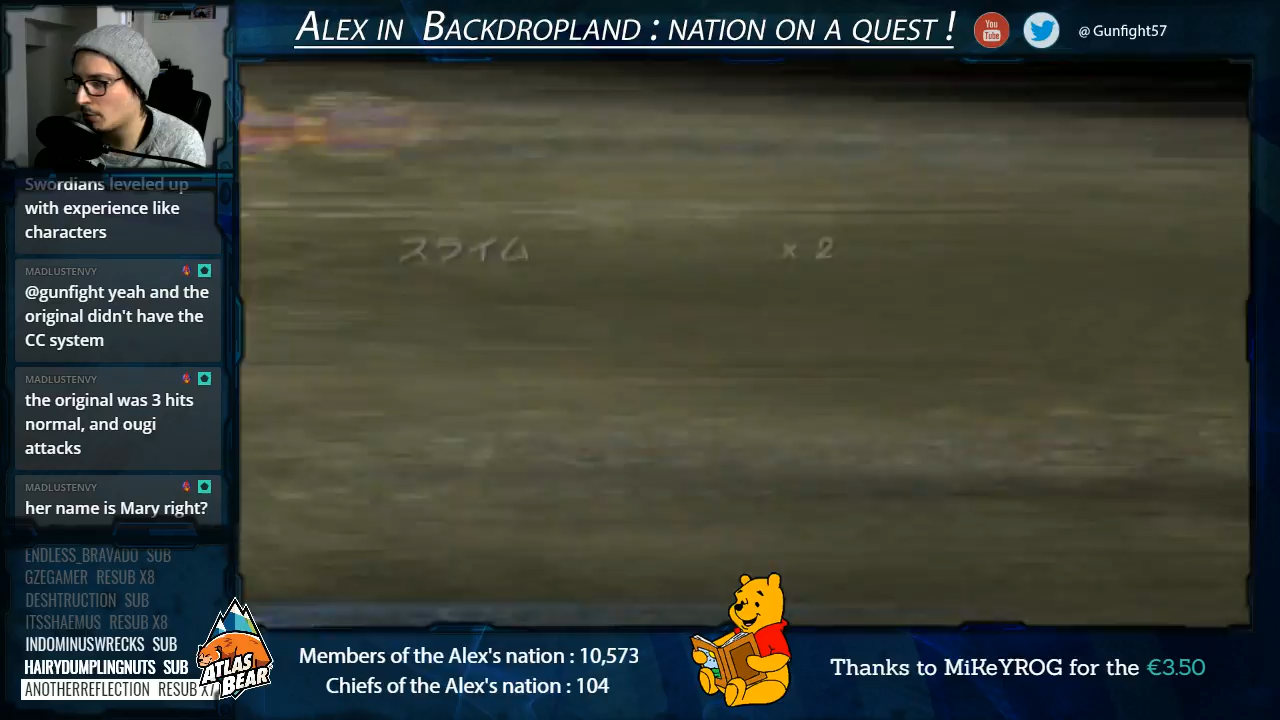 ALEX IN BACKDROPLAND : NATION ON A QUEST !
You
Tube
@ Gunfight57
Swordians leveled up
with experience like
characters
MADLUSTENVY
@gunfight yeah and the
original didn't have the
CC system
MADLUSTENVY
the original was 3 hits
normal, and ougi
attacks
MADLUSTENVY
her name is Mary right?
スライム x 2
ENDLESS_BRAVADO SUB
GZEGAMER RESUB X8
DESHTRUCTION SUB
ITSSHAEMUS RESUB X8
INDOMINUSWRECKS SUB
HAIRYDUMPLINGNUTS SUB
ANOTHERREFLECTION RESUB X7
ATLAS
BEAR
Members of the Alex's nation : 10,573
Chiefs of the Alex's nation : 104
Thanks to MiKeYROG for the €3.50